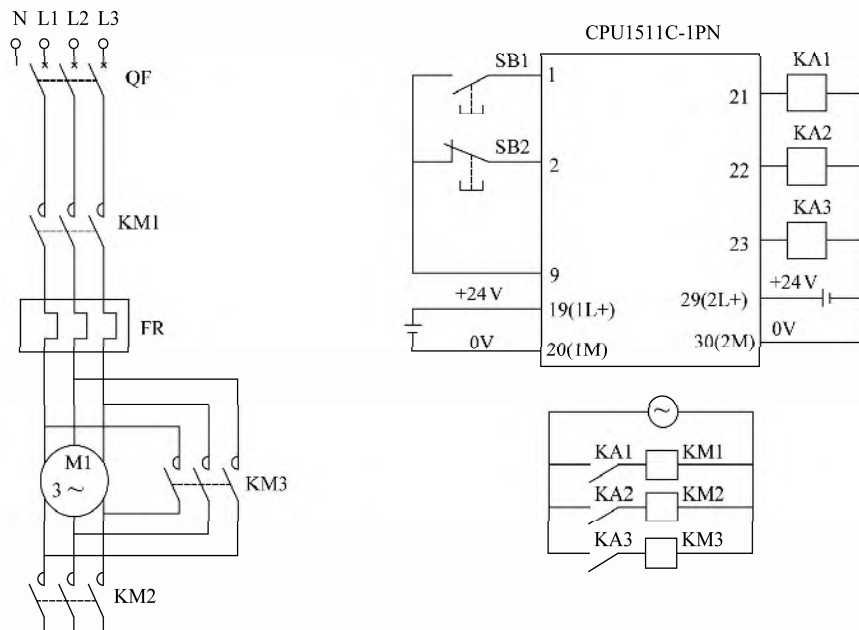 N L1 L2 L3
QF
KM1
FR
M1
3 ~
KM3
KM2
CPU1511C-1PN
SB1
1
SB2
2
9
+24V
19(1L+)
0V
20(1M)
KA1
21
KA2
22
KA3
23
+24V
29(2L+)
0V
30(2M)
~
KA1 KM1
KA2 KM2
KA3 KM3